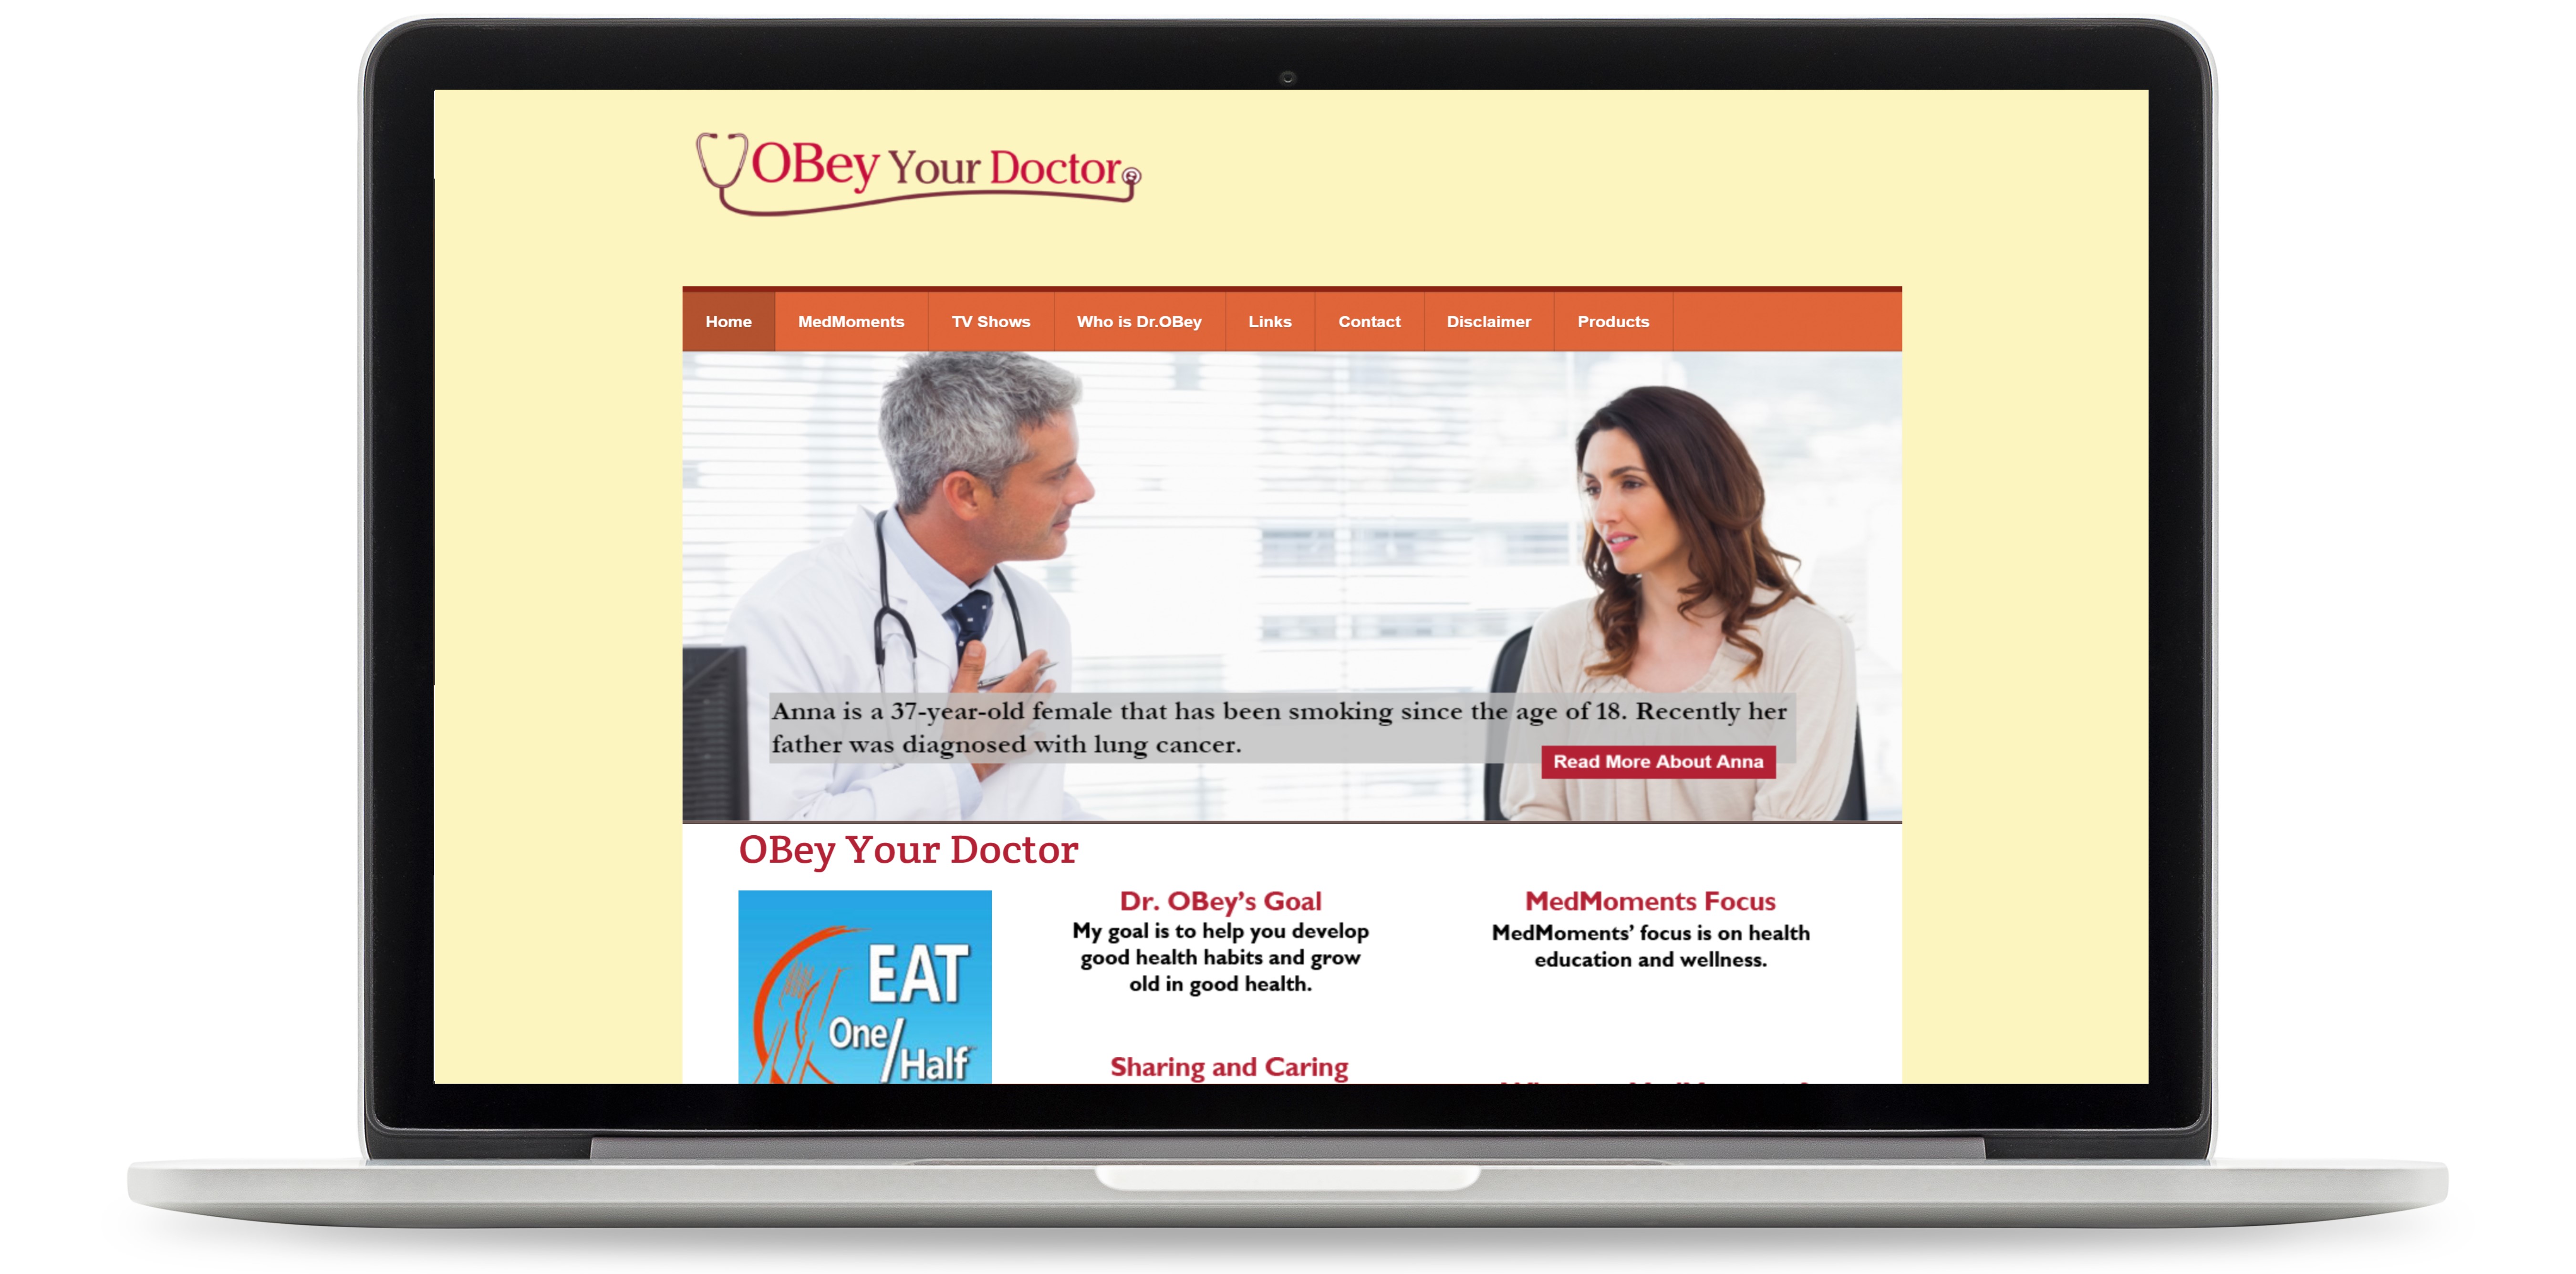 OBey Your Doctor
Home MedMoments TV Shows Who is Dr.OBey Links Contact Disclaimer Products
Anna is a 37-year-old female that has been smoking since the age of 18. Recently her
father was diagnosed with lung cancer.
Read More About Anna
OBey Your Doctor
EAT
One/
Half
Dr. OBey's Goal
My goal is to help you develop
good health habits and grow
old in good health.
Sharing and Caring
MedMoments Focus
MedMoments' focus is on health
education and wellness.